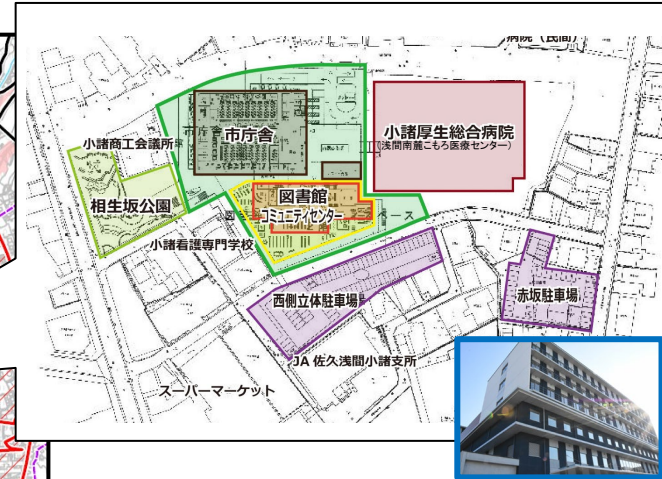 病院（民間）
小諸商工会議所
市庁舎
小諸厚生総合病院
（浅間南麓こもろ医療センター）
相生坂公園
図書館
コミュニティセンター
小諸看護専門学校
西側立体駐車場
赤坂駐車場
JA 佐久浅間小諸支所
スーパーマーケット